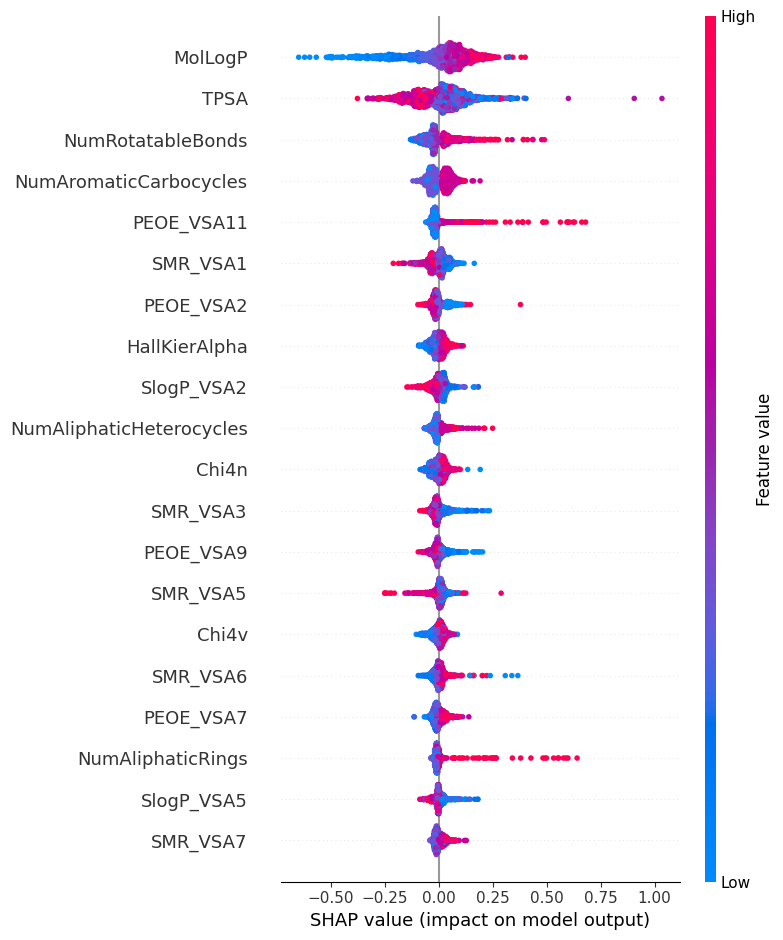 High
MolLogP
TPSA
NumRotatableBonds
NumAromaticCarbocycles
PEOE_VSA11
SMR_VSA1
PEOE_VSA2
HallKierAlpha
SlogP_VSA2
NumAliphaticHeterocycles
Chi4n
SMR_VSA3
PEOE_VSA9
SMR_VSA5
Chi4v
SMR_VSA6
PEOE_VSA7
NumAliphaticRings
SlogP_VSA5
SMR_VSA7
Feature value
Low
−0.50 −0.25 0.00 0.25 0.50 0.75 1.00
SHAP value (impact on model output)